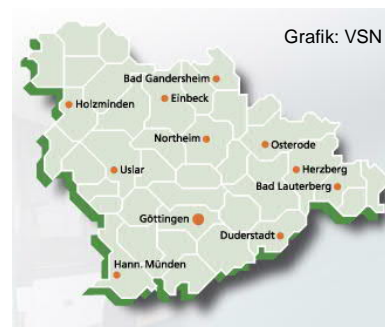 Grafik: VSN
Bad Gandersheim
Einbeck
Holzminden
Northeim
Osterode
Uslar
Herzberg
Bad Lauterberg
Göttingen
Duderstadt
Hann. Münden